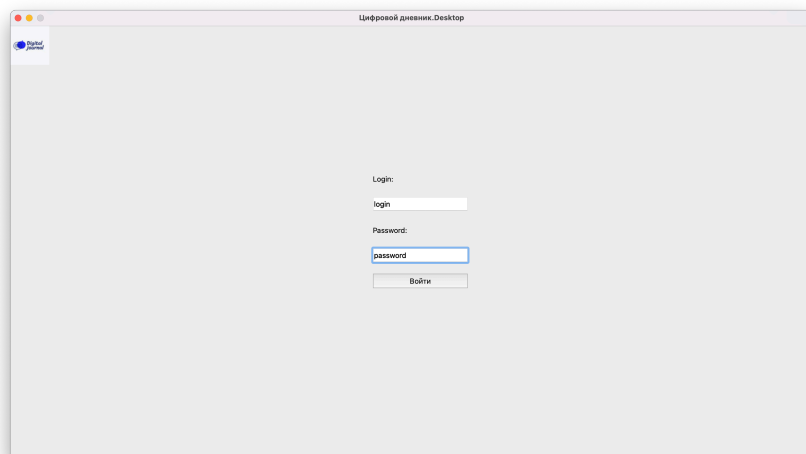 Цифровой дневник.Desktop
Digital
journal
Login:
login
Password:
password
Войти